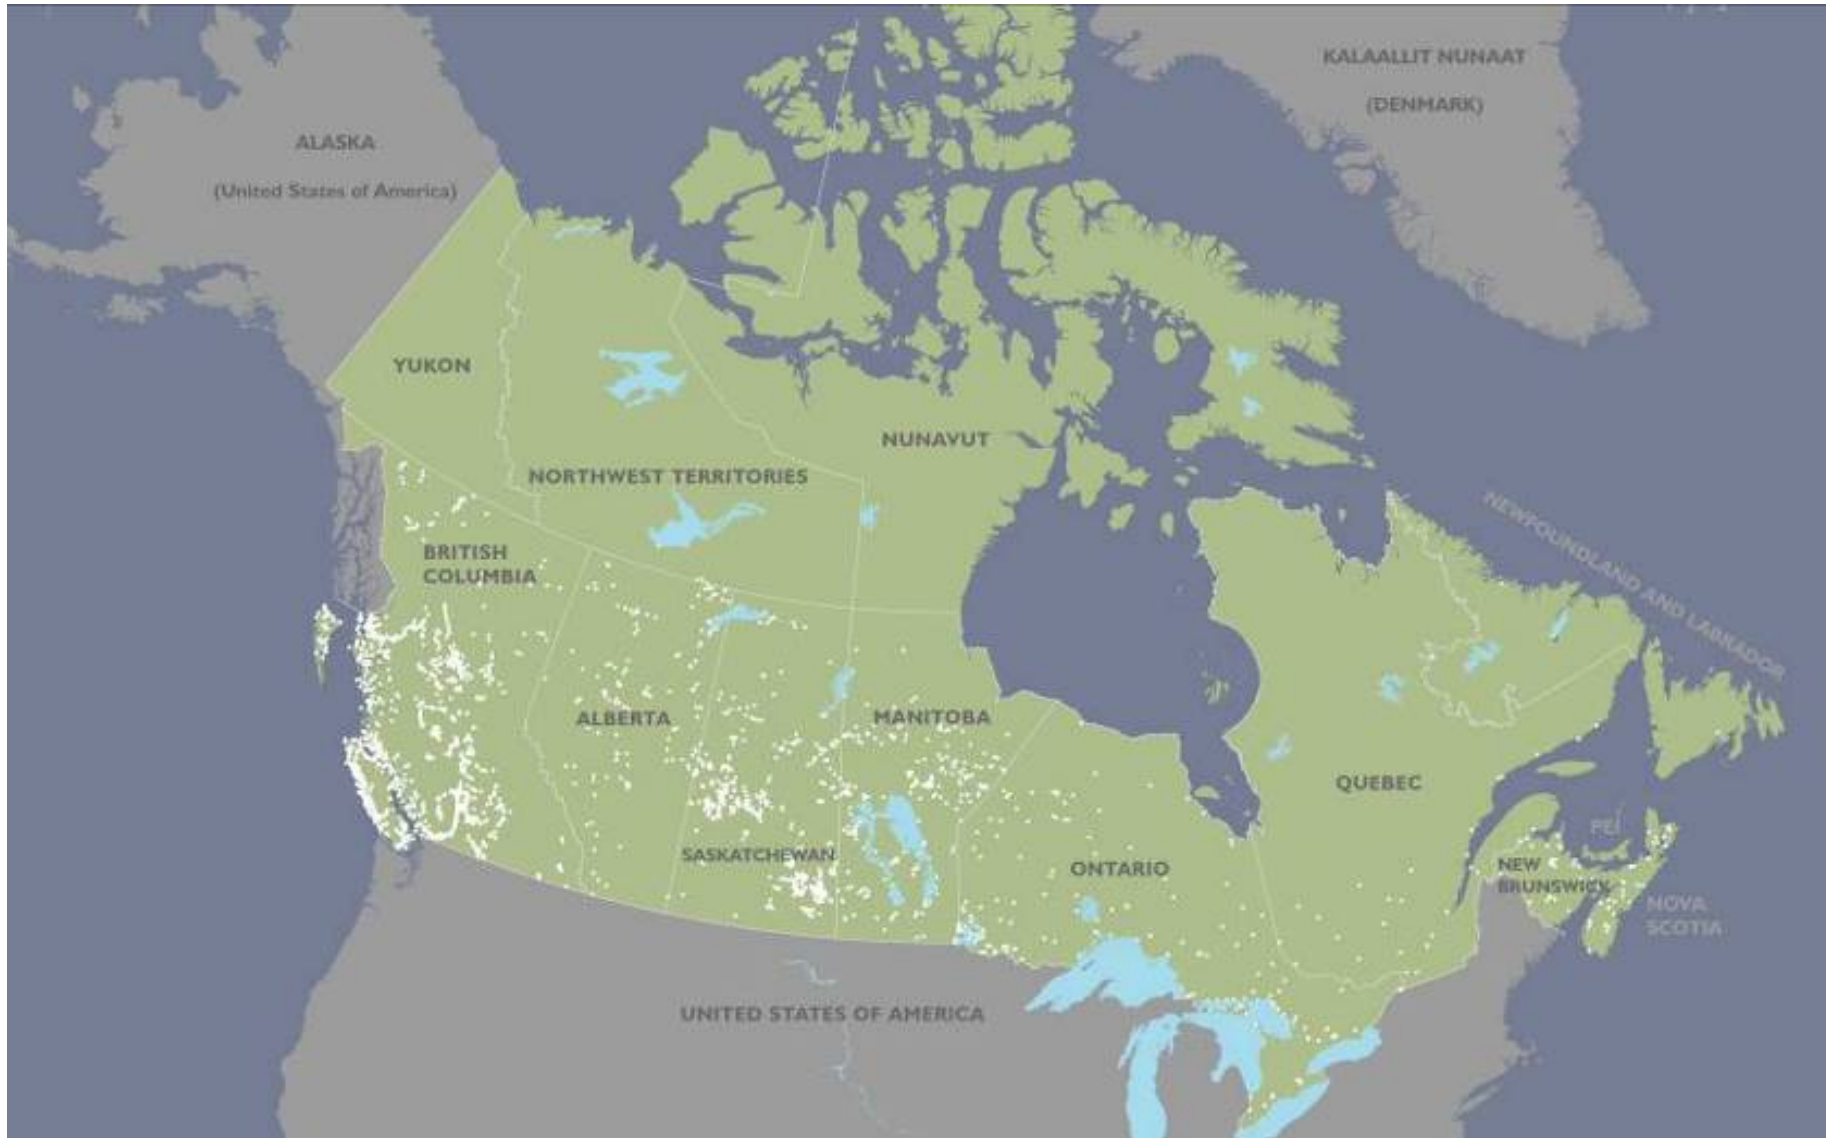 KALAALLIT NUNAAT
(DENMARK)
ALASKA
(United States of America)
YUKON
NUNAVUT
NORTHWEST TERRITORIES
NEWFOUNDLAND AND LABRADOR
BRITISH
COLUMBIA
ALBERTA
MANITOBA
QUEBEC
PEI
SASKATCHEWAN
ONTARIO
NEW
BRUNSWICK
NOVA
SCOTIA
UNITED STATES OF AMERICA